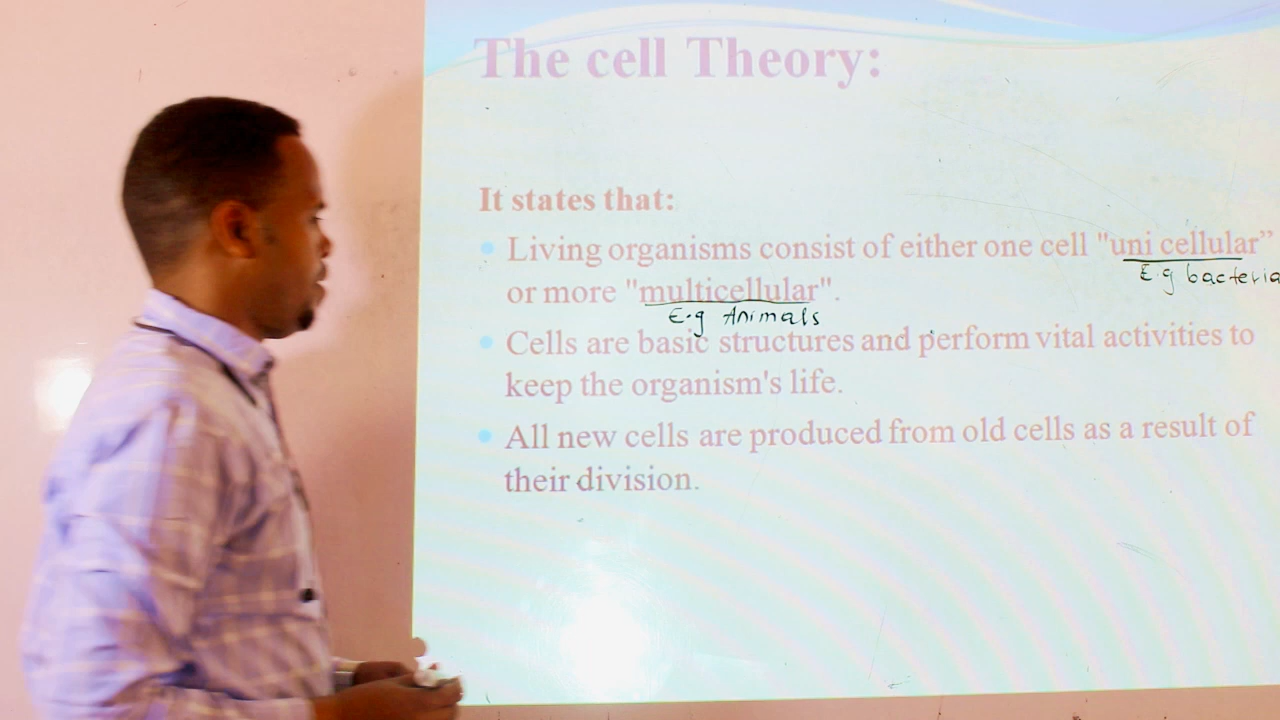 The cell Theory:
It states that:
Living organisms consist of either one cell "uni cellular”
E.g bacteria
or more "multicellular".
E.g Animals
Cells are basic structures and perform vital activities to
keep the organism's life.
All new cells are produced from old cells as a result of
their division.